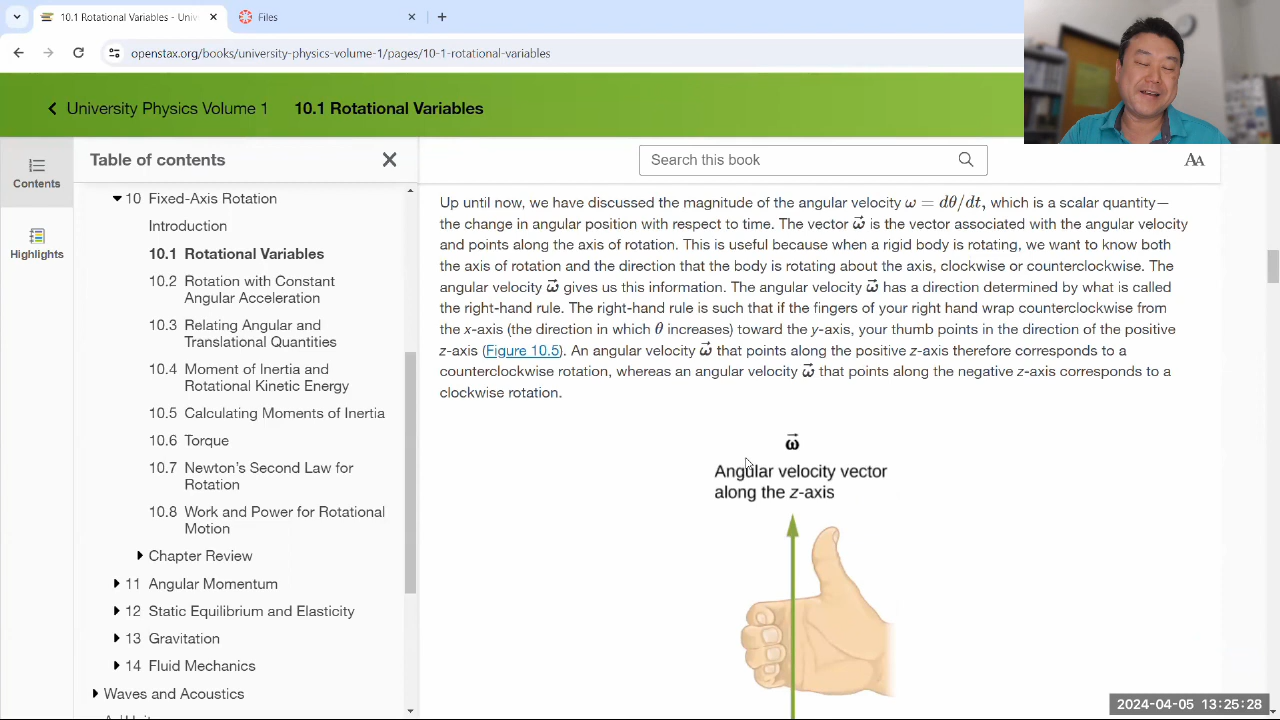 10.1 Rotational Variables - Univ
Files
openstax.org/books/university-physics-volume-1/pages/10-1-rotational-variables
University Physics Volume 1
10.1 Rotational Variables
Contents
Highlights
Table of contents
10 Fixed-Axis Rotation
Introduction
10.1 Rotational Variables
10.2 Rotation with Constant
Angular Acceleration
10.3 Relating Angular and
Translational Quantities
10.4 Moment of Inertia and
Rotational Kinetic Energy
10.5 Calculating Moments of Inertia
10.6 Torque
10.7 Newton's Second Law for
Rotation
10.8 Work and Power for Rotational
Motion
Chapter Review
11 Angular Momentum
12 Static Equilibrium and Elasticity
13 Gravitation
14 Fluid Mechanics
Waves and Acoustics
Search this book
AA
Up until now, we have discussed the magnitude of the angular velocity ω = dθ/dt, which is a scalar quantity—
the change in angular position with respect to time. The vector ω⃗ is the vector associated with the angular velocity
and points along the axis of rotation. This is useful because when a rigid body is rotating, we want to know both
the axis of rotation and the direction that the body is rotating about the axis, clockwise or counterclockwise. The
angular velocity ω⃗ gives us this information. The angular velocity ω⃗ has a direction determined by what is called
the right-hand rule. The right-hand rule is such that if the fingers of your right hand wrap counterclockwise from
the x-axis (the direction in which θ increases) toward the y-axis, your thumb points in the direction of the positive
z-axis (Figure 10.5). An angular velocity ω⃗ that points along the positive z-axis therefore corresponds to a
counterclockwise rotation, whereas an angular velocity ω⃗ that points along the negative z-axis corresponds to a
clockwise rotation.
ω⃗
Angular velocity vector
along the z-axis
2024-04-05 13:25:28